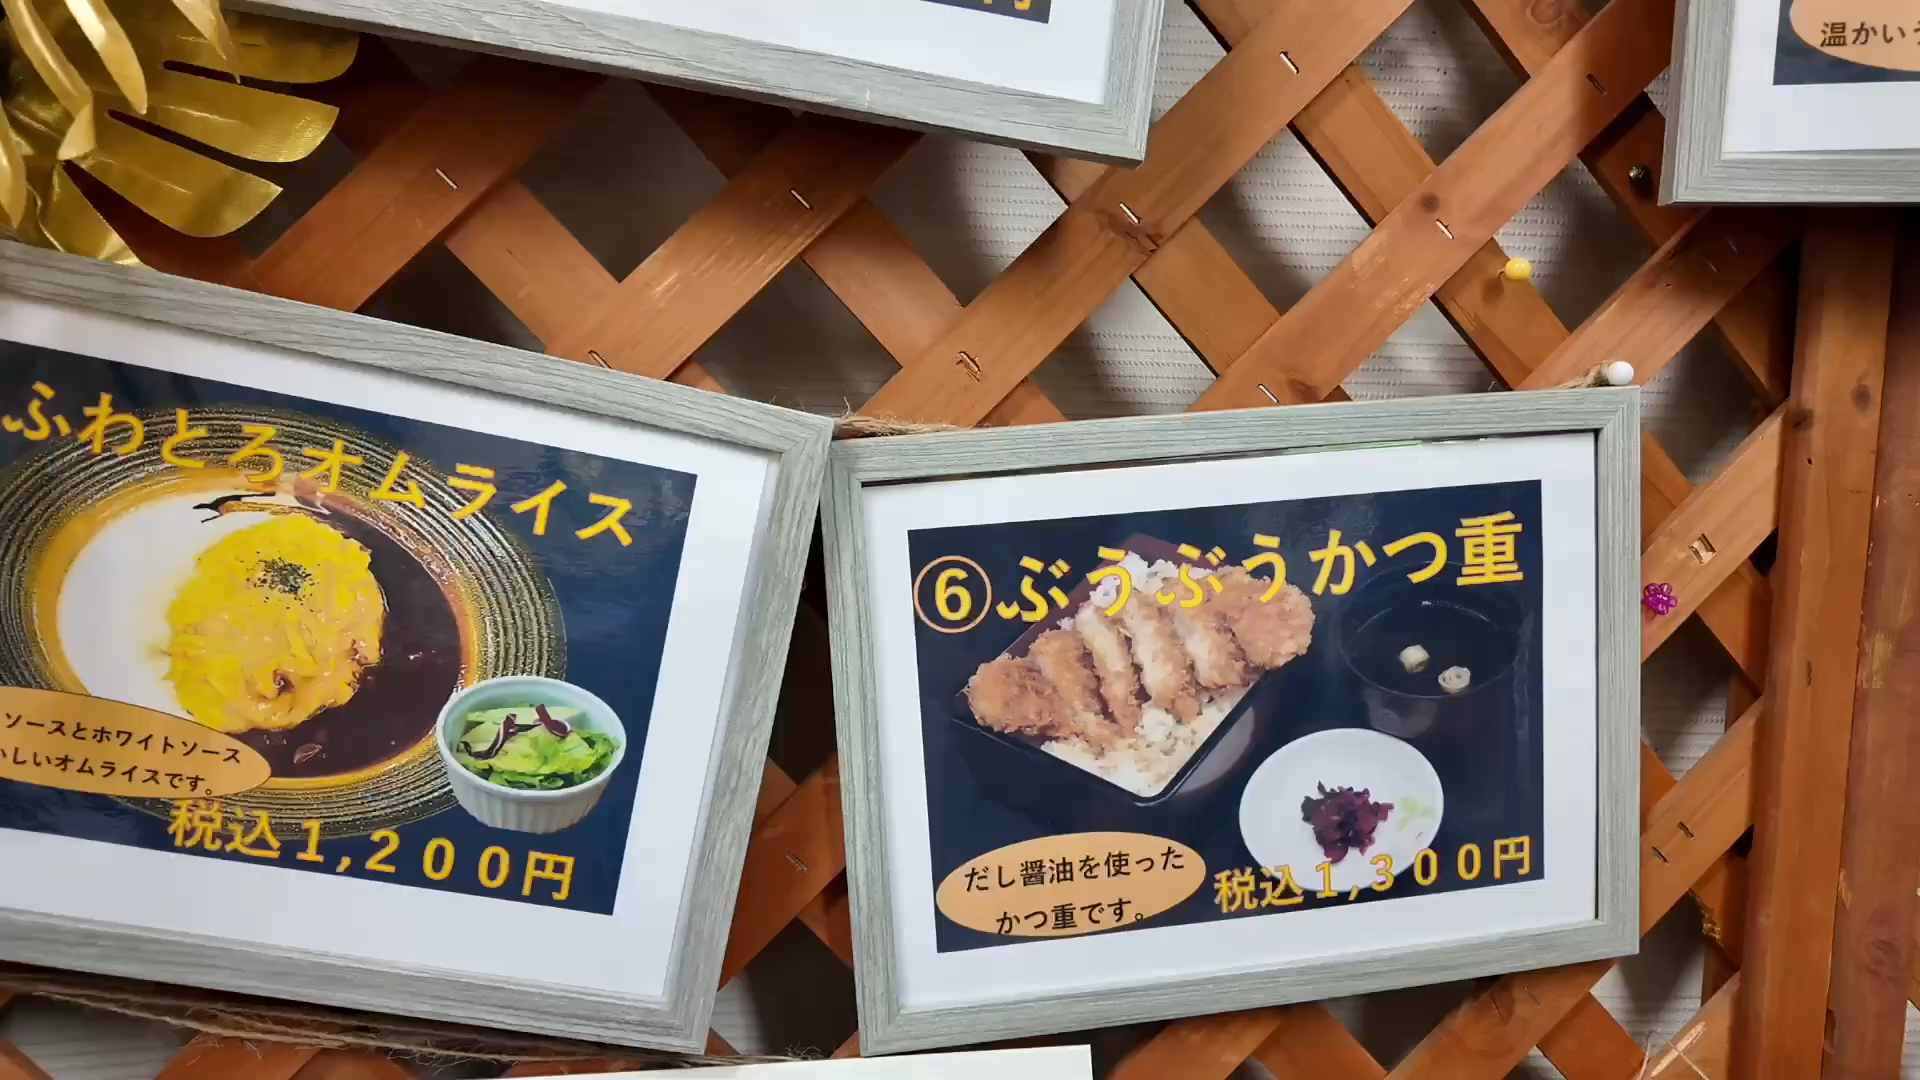 温かい
ふわとろオムライス
ソースとホワイトソース
いしいオムライスです。
税込1,200円
⑥ぶうぶうかつ重
だし醤油を使った
かつ重です。
税込1,300円